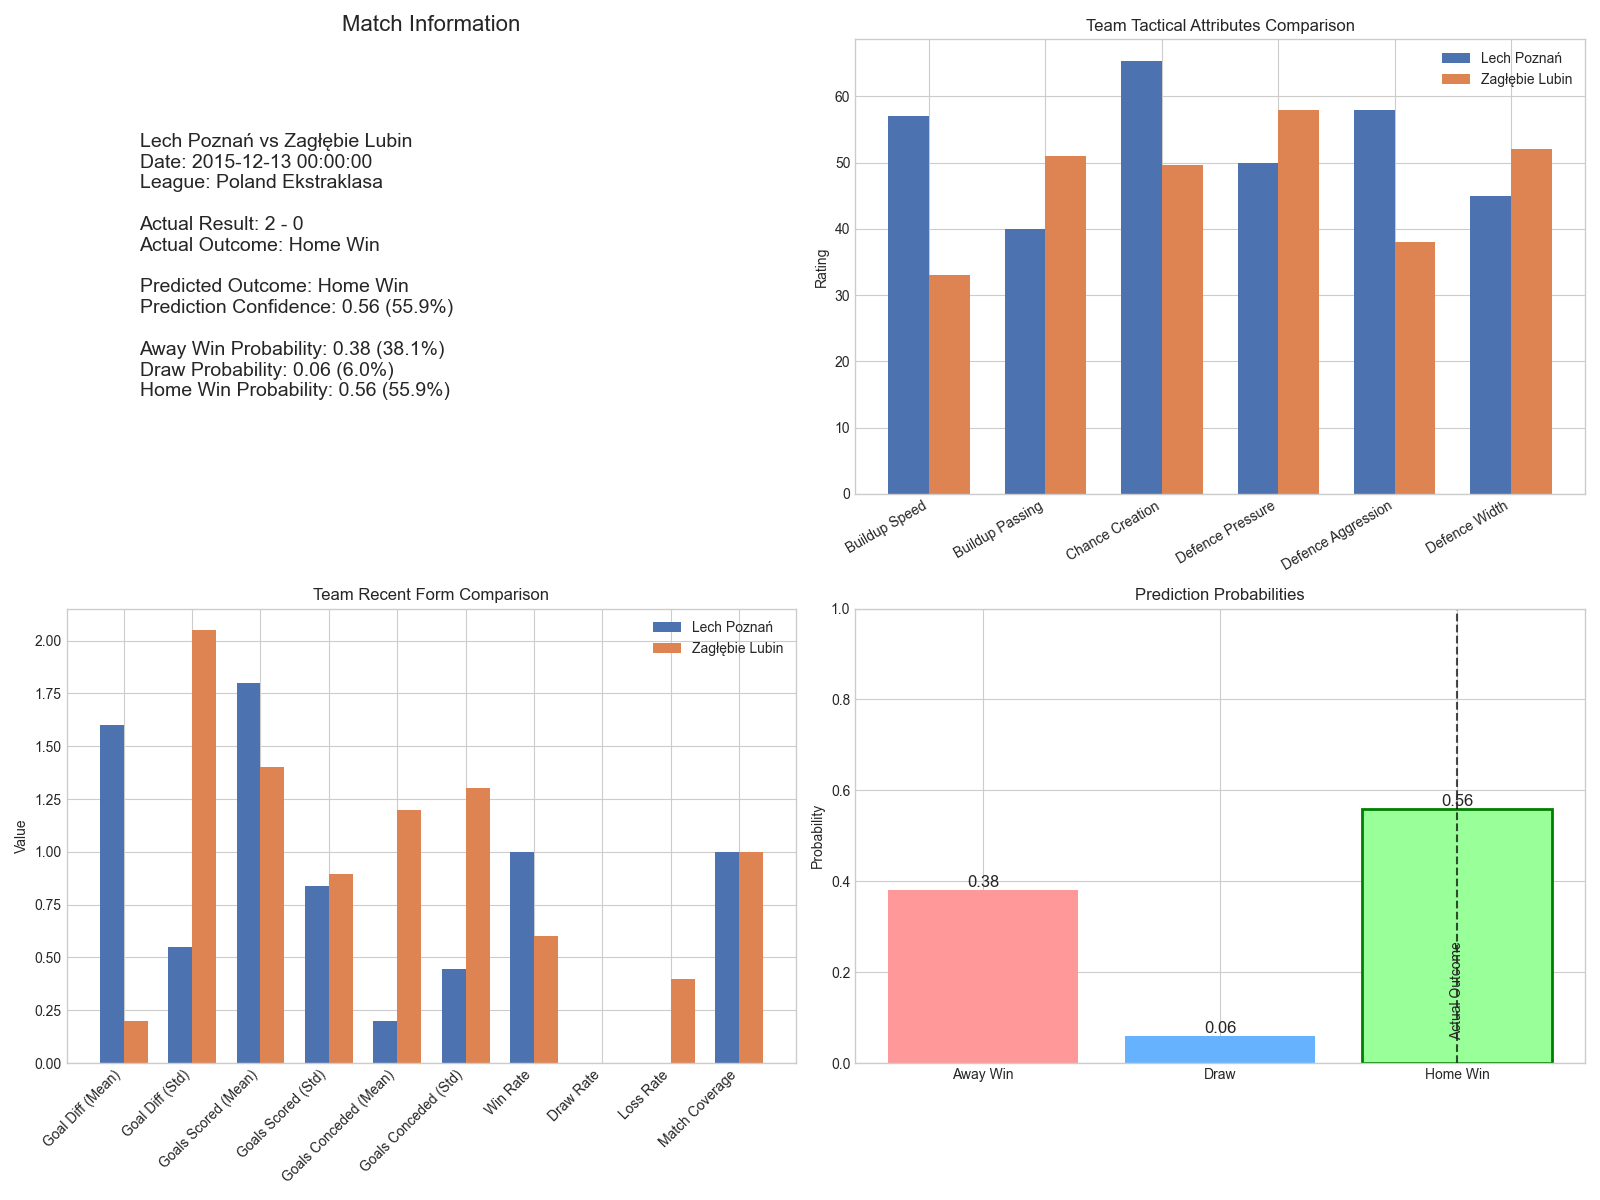 Match Information
Lech Poznań vs Zagłębie Lubin
Date: 2015-12-13 00:00:00
League: Poland Ekstraklasa
Actual Result: 2 - 0
Actual Outcome: Home Win
Predicted Outcome: Home Win
Prediction Confidence: 0.56 (55.9%)
Away Win Probability: 0.38 (38.1%)
Draw Probability: 0.06 (6.0%)
Home Win Probability: 0.56 (55.9%)
Team Tactical Attributes Comparison
Lech Poznań
Zagłębie Lubin
Rating
60
50
40
30
20
10
0
Buildup Speed
Buildup Passing
Chance Creation
Defence Pressure
Defence Aggression
Defence Width
Team Recent Form Comparison
Lech Poznań
Zagłębie Lubin
Value
2.00
1.75
1.50
1.25
1.00
0.75
0.50
0.25
0.00
Goal Diff (Mean)
Goal Diff (Std)
Goals Scored (Mean)
Goals Scored (Std)
Goals Conceded (Mean)
Goals Conceded (Std)
Win Rate
Draw Rate
Loss Rate
Match Coverage
Prediction Probabilities
Probability
1.0
0.8
0.6
0.4
0.2
0.0
0.38
0.06
0.56
Actual Outcome
Away Win
Draw
Home Win